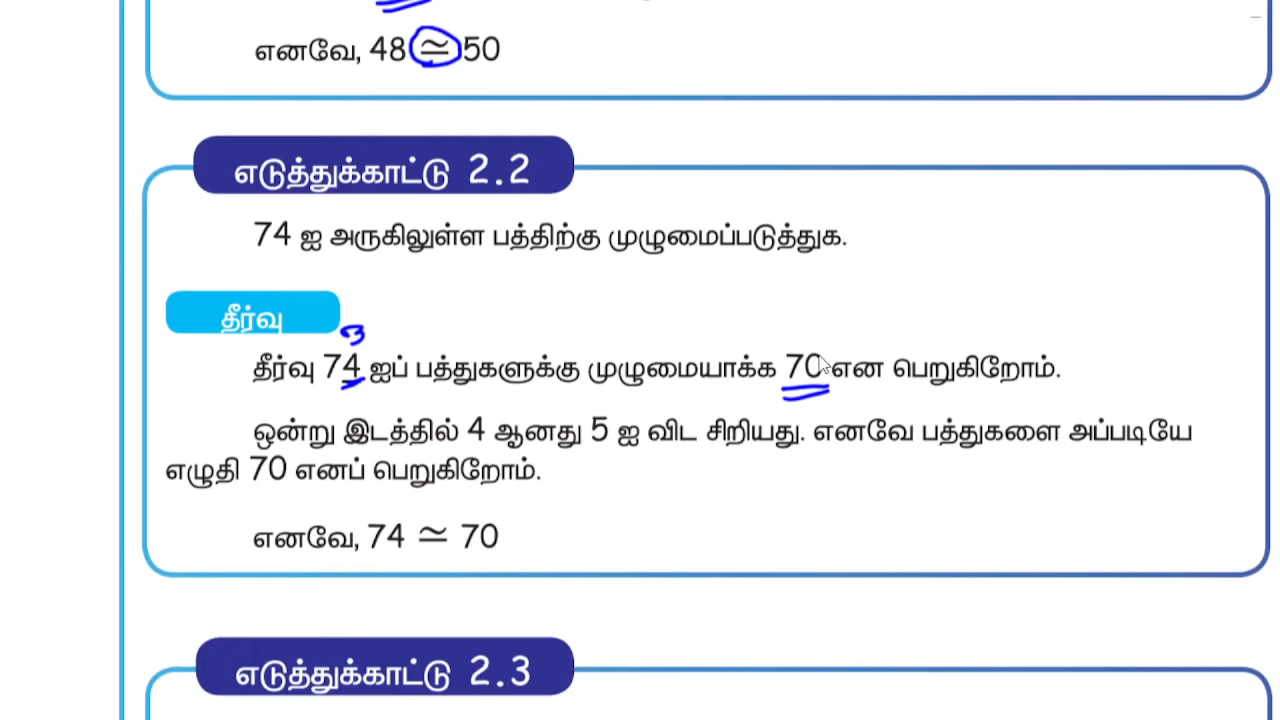 எனவே, 48 ≃ 50
எடுத்துக்காட்டு 2.2
74 ஐ அருகிலுள்ள பத்திற்கு முழுமைப்படுத்துக.
தீர்வு
தீர்வு 74 ஐப் பத்துகளுக்கு முழுமையாக்க 70 என பெறுகிறோம்.
ஒன்று இடத்தில் 4 ஆனது 5 ஐ விட சிறியது. எனவே பத்துகளை அப்படியே
எழுதி 70 எனப் பெறுகிறோம்.
எனவே, 74 ≃ 70
எடுத்துக்காட்டு 2.3